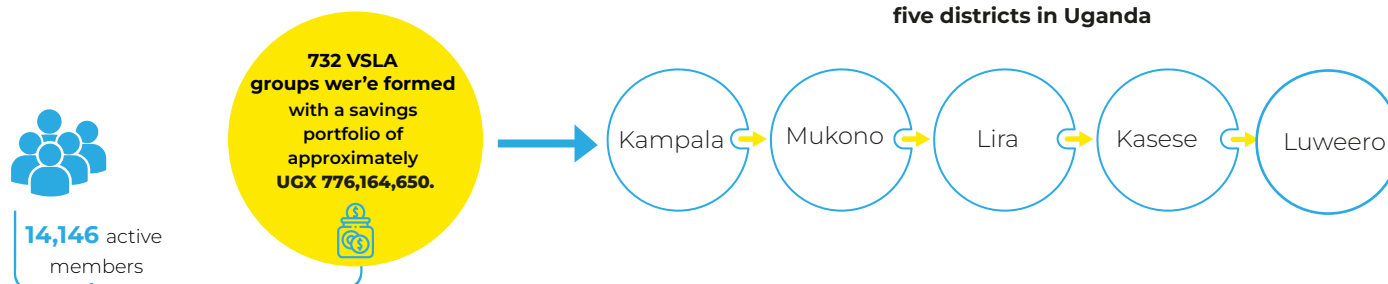 five districts in Uganda
732 VSLA
groups wer'e formed
with a savings
portfolio of
approximately
UGX 776,164,650.
Kampala
Mukono
Lira
Kasese
Luweero
14,146 active
members